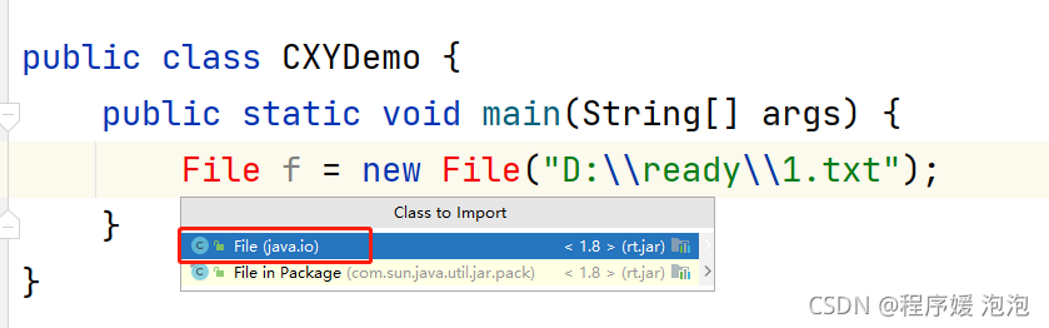 public class CXYDemo {
public static void main(String[] args) {
File f = new File("D:\\ready\\1.txt");
Class to Import
File (java.io) < 1.8 > (rt.jar)
File in Package (com.sun.java.util.jar.pack) < 1.8 > (rt.jar)
}
}
CSDN @程序媛 泡泡